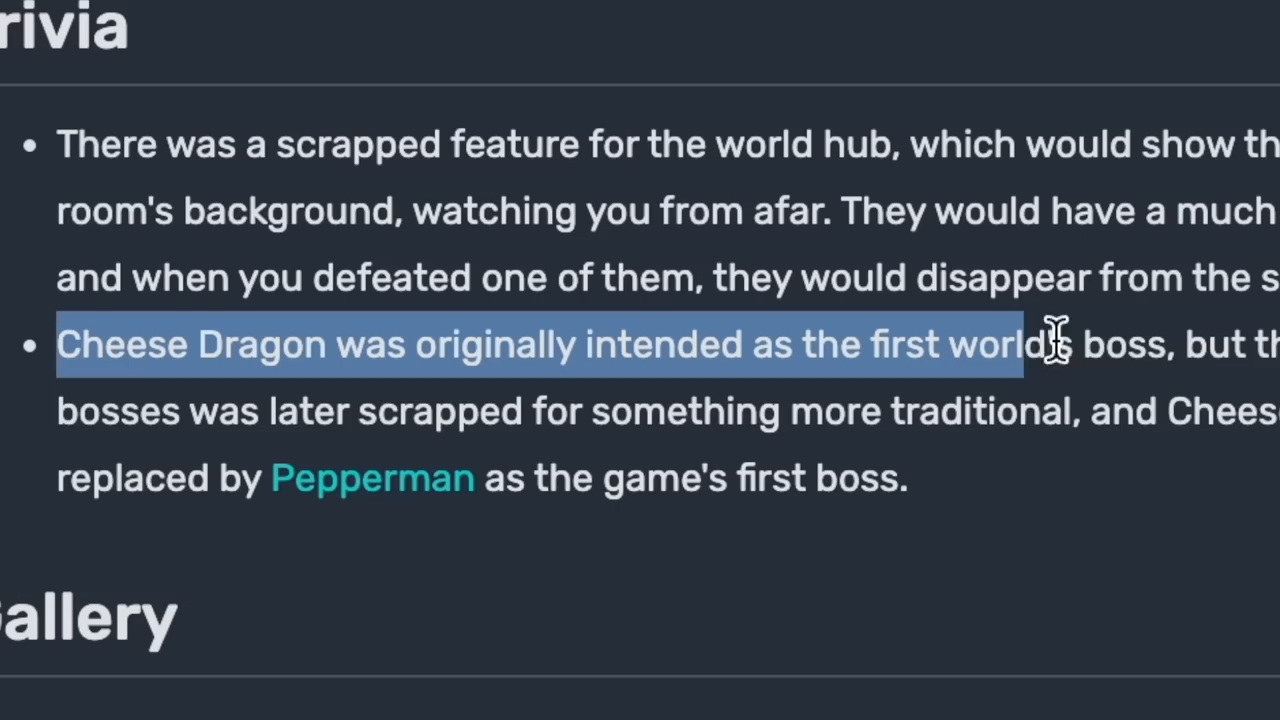 rivia
There was a scrapped feature for the world hub, which would show th
room's background, watching you from afar. They would have a much
and when you defeated one of them, they would disappear from the s
Cheese Dragon was originally intended as the first world's boss, but th
bosses was later scrapped for something more traditional, and Chees
replaced by Pepperman as the game's first boss.
Gallery